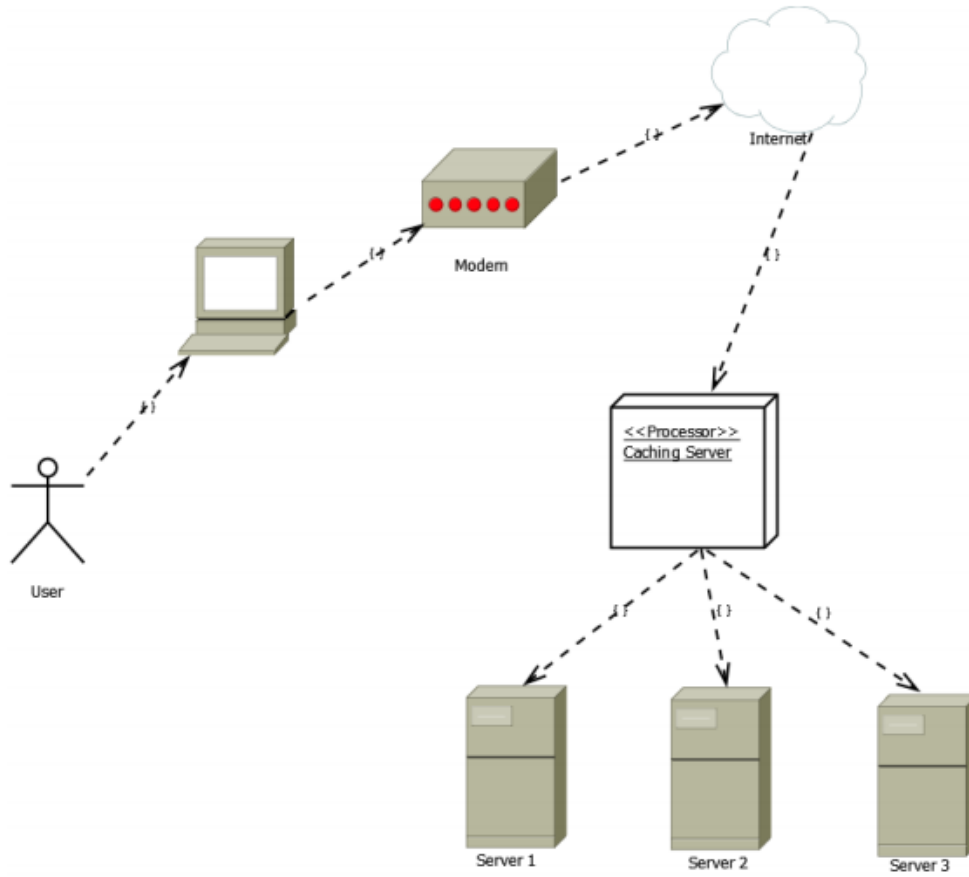 Internet
{ }
{ }
Modem
{ }
{ }
<<Processor>>
Caching Server
User
{ }
{ }
{ }
Server 1
Server 2
Server 3